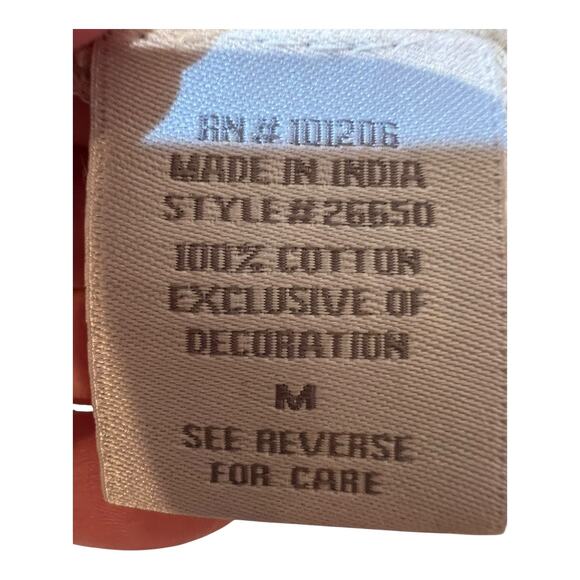 RN # 101206
MADE IN INDIA
STYLE# 26650
100% COTTON
EXCLUSIVE OF
DECORATION
M
SEE REVERSE
FOR CARE